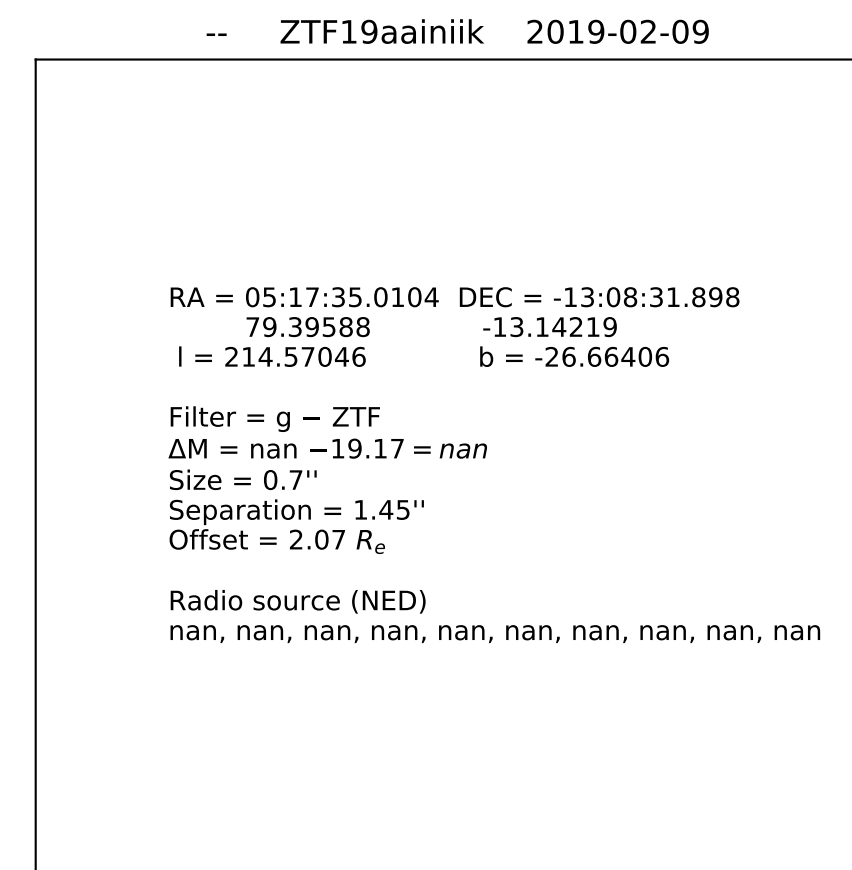 -- ZTF19aainiik 2019-02-09
RA = 05:17:35.0104 DEC = -13:08:31.898
79.39588 -13.14219
l = 214.57046 b = -26.66406
Filter = g − ZTF
ΔM = nan −19.17 = nan
Size = 0.7''
Separation = 1.45''
Offset = 2.07 Rₑ
Radio source (NED)
nan, nan, nan, nan, nan, nan, nan, nan, nan, nan